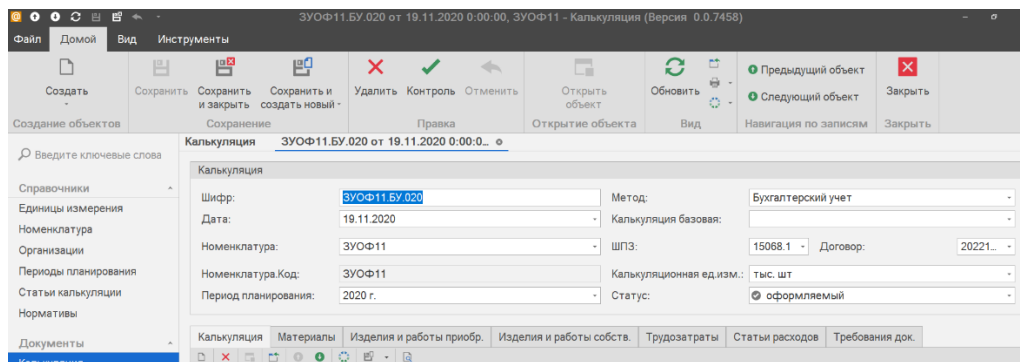 ЗУОФ11.БУ.020 от 19.11.2020 0:00:00, ЗУОФ11 - Калькуляция (Версия 0.0.7458)
Файл Домой Вид Инструменты
Создать Сохранить Сохранить и закрыть Сохранить и создать новый Удалить Контроль Отменить Открыть объект Обновить Предыдущий объект Следующий объект Закрыть
Создание объектов Сохранение Правка Открытие объекта Вид Навигация по записям Закрыть
Введите ключевые слова
Справочники
Единицы измерения
Номенклатура
Организации
Периоды планирования
Статьи калькуляции
Нормативы
Документы
Калькуляция
Калькуляция ЗУОФ11.БУ.020 от 19.11.2020 0:00:0...
Калькуляция
Шифр: ЗУОФ11.БУ.020 Метод: Бухгалтерский учет
Дата: 19.11.2020 Калькуляция базовая:
Номенклатура: ЗУОФ11 ШПЗ: 15068.1 Договор: 20221...
Номенклатура.Код: ЗУОФ11 Калькуляционная ед.изм.: тыс. шт
Период планирования: 2020 г. Статус: оформляемый
Калькуляция Материалы Изделия и работы приобр. Изделия и работы собств. Трудозатраты Статьи расходов Требования док.